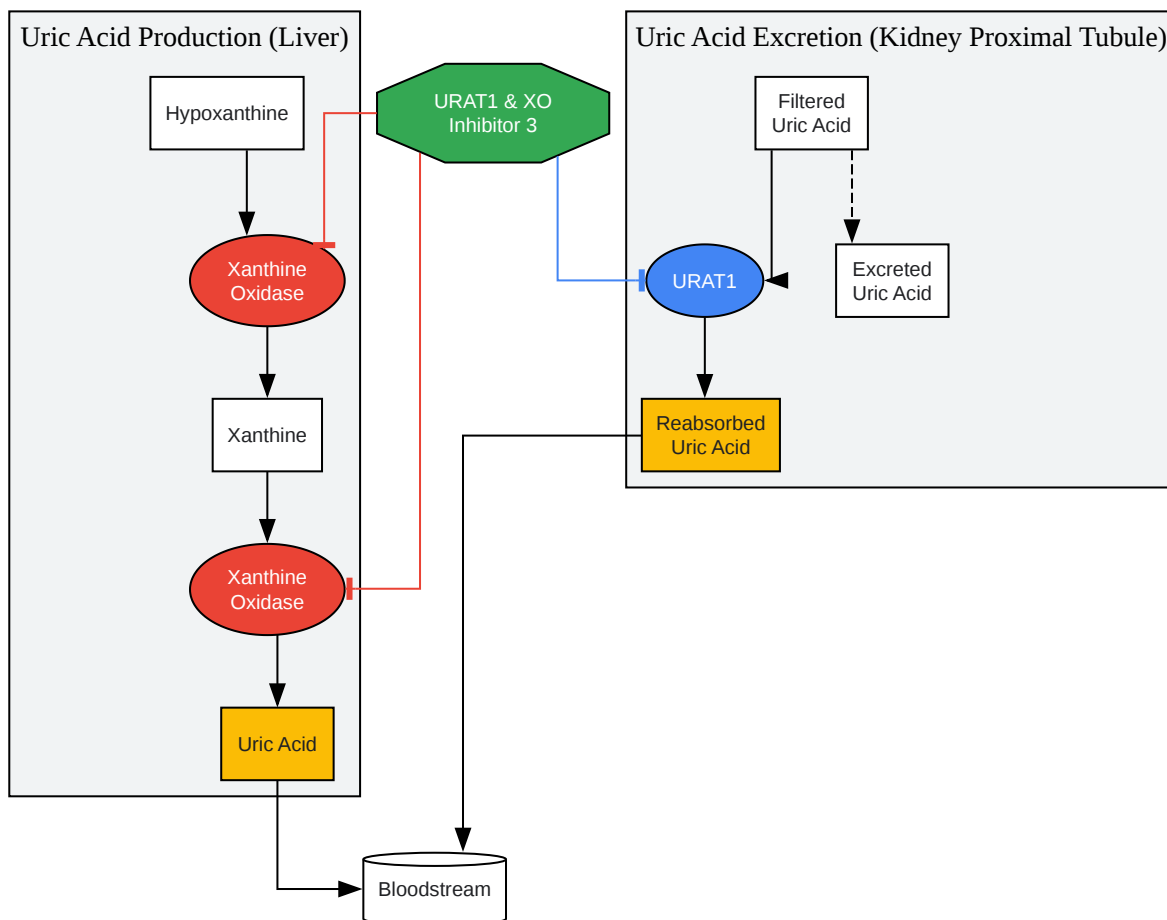 Uric Acid Production (Liver)
Uric Acid Excretion (Kidney Proximal Tubule)
Hypoxanthine
URAT1 & XO
Inhibitor 3
Filtered
Uric Acid
Xanthine
Oxidase
URAT1
Excreted
Uric Acid
Xanthine
Reabsorbed
Uric Acid
Xanthine
Oxidase
Uric Acid
Bloodstream